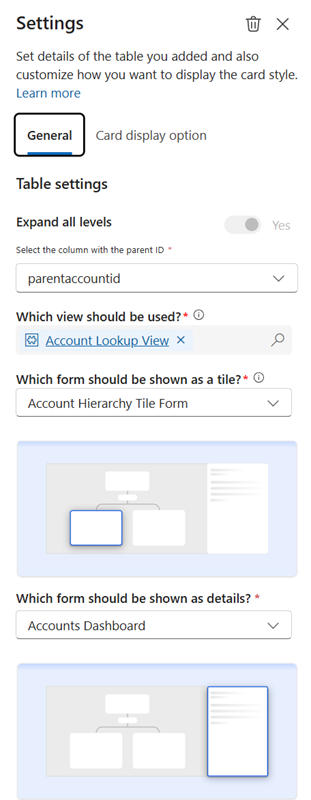 Settings
Set details of the table you added and also
customize how you want to display the card style.
Learn more
General Card display option
Table settings
Expand all levels Yes
Select the column with the parent ID *
parentaccountid
Which view should be used?*
Account Lookup View
Which form should be shown as a tile?*
Account Hierarchy Tile Form
Which form should be shown as details? *
Accounts Dashboard